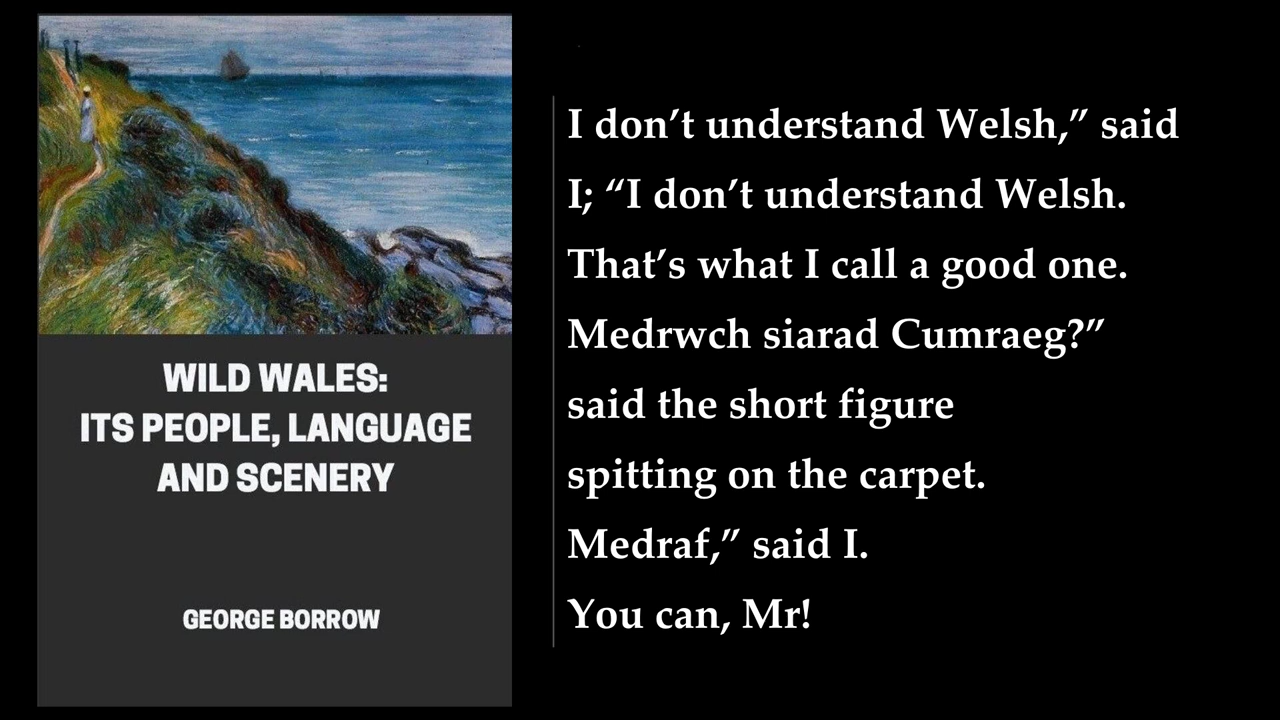 WILD WALES:
ITS PEOPLE, LANGUAGE
AND SCENERY
GEORGE BORROW
I don’t understand Welsh,” said
I; “I don’t understand Welsh.
That’s what I call a good one.
Medrwch siarad Cumraeg?”
said the short figure
spitting on the carpet.
Medraf,” said I.
You can, Mr!